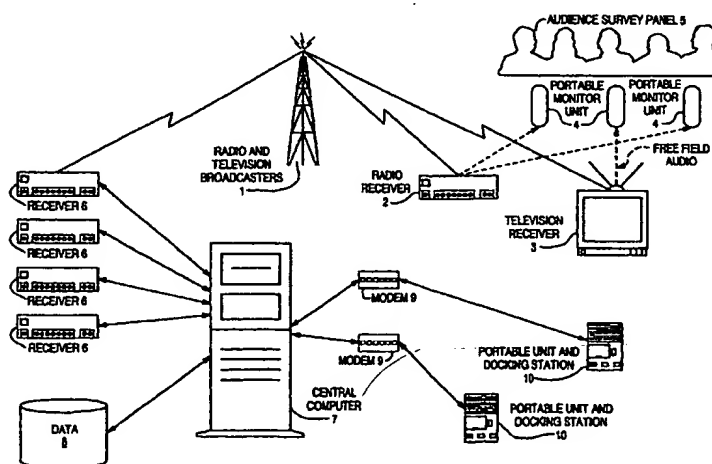 AUDIENCE SURVEY PANEL 5
PORTABLE
MONITOR
UNIT
4
PORTABLE
MONITOR
UNIT
4
FREE FIELD
AUDIO
RADIO AND
TELEVISION
BROADCASTERS
1
RADIO
RECEIVER
2
TELEVISION
RECEIVER
3
RECEIVER 6
RECEIVER 6
RECEIVER 6
RECEIVER 6
MODEM 9
MODEM 9
CENTRAL
COMPUTER
7
DATA
8
PORTABLE UNIT AND
DOCKING STATION
10
PORTABLE UNIT AND
DOCKING STATION
10